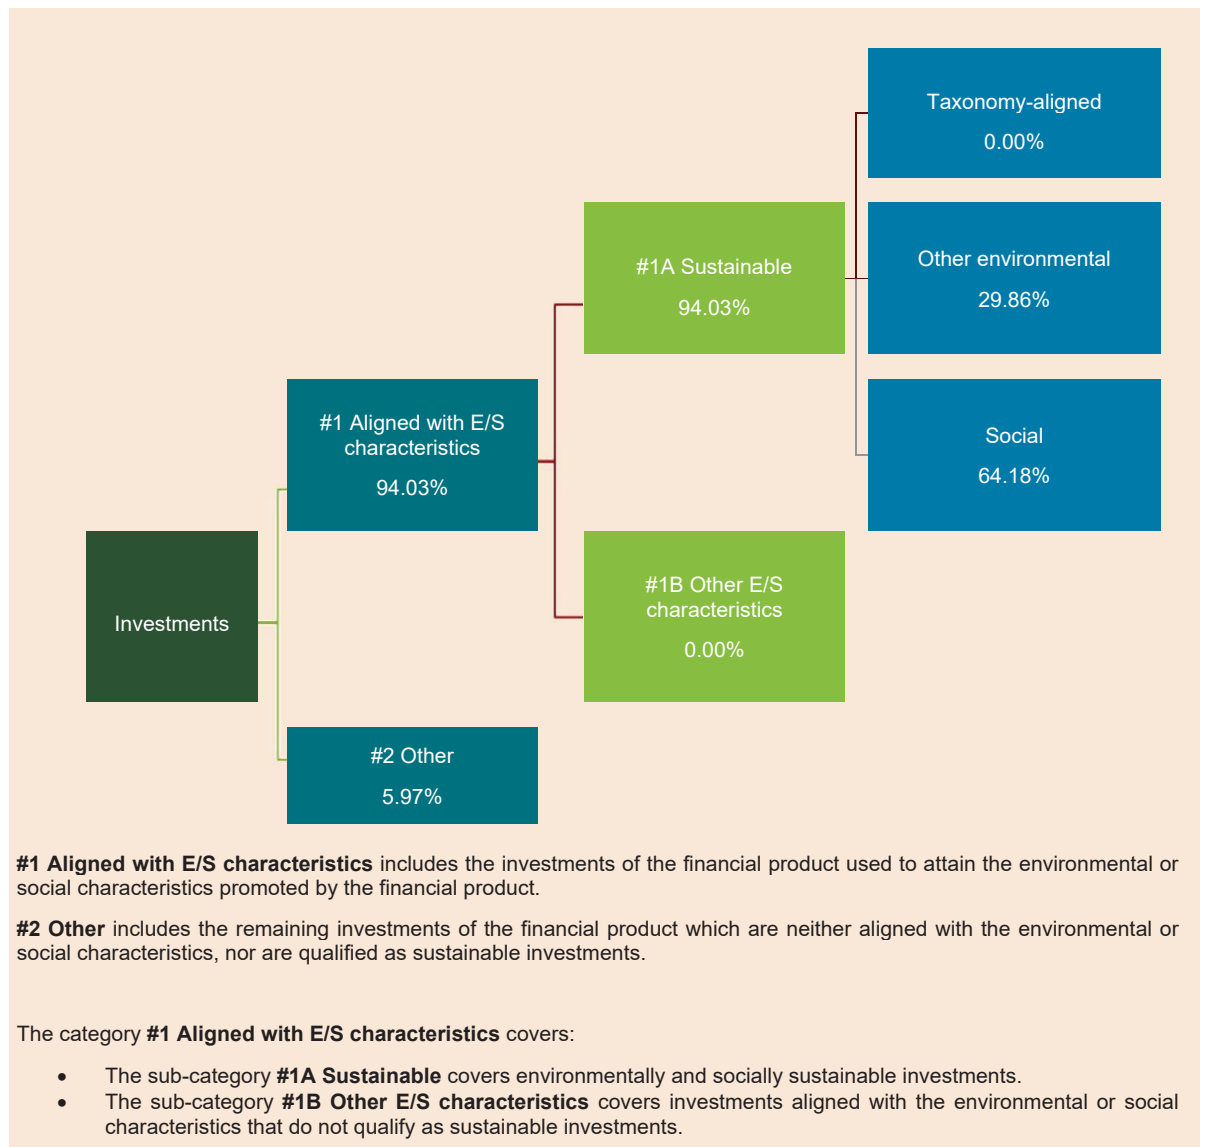 Taxonomy-aligned
0.00%
#1A Sustainable
94.03%
Other environmental
29.86%
#1 Aligned with E/S
characteristics
94.03%
Social
64.18%
Investments
#1B Other E/S
characteristics
0.00%
#2 Other
5.97%
#1 Aligned with E/S characteristics includes the investments of the financial product used to attain the environmental or
social characteristics promoted by the financial product.
#2 Other includes the remaining investments of the financial product which are neither aligned with the environmental or
social characteristics, nor are qualified as sustainable investments.
The category #1 Aligned with E/S characteristics covers:
• The sub-category #1A Sustainable covers environmentally and socially sustainable investments.
• The sub-category #1B Other E/S characteristics covers investments aligned with the environmental or social
characteristics that do not qualify as sustainable investments.